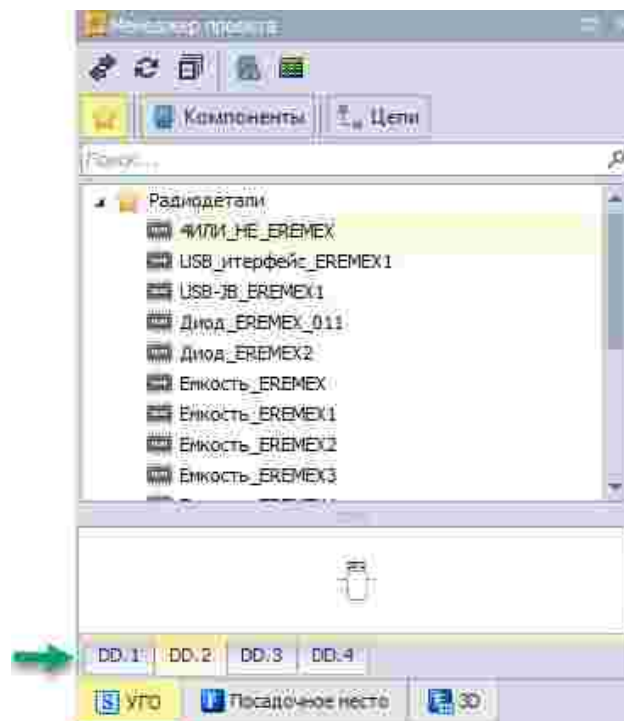 Менеджер проекта
Компоненты Цепи
Поиск...
Радиодетали
4ИЛИ_НЕ_EREMEX
USB_итерфейс_EREMEX1
USB-JB_EREMEX1
Диод_EREMEX_011
Диод_EREMEX2
Емкость_EREMEX
Емкость_EREMEX1
Емкость_EREMEX2
Емкость_EREMEX3
DD.1 DD.2 DD.3 DD.4
УГО Посадочное место 3D